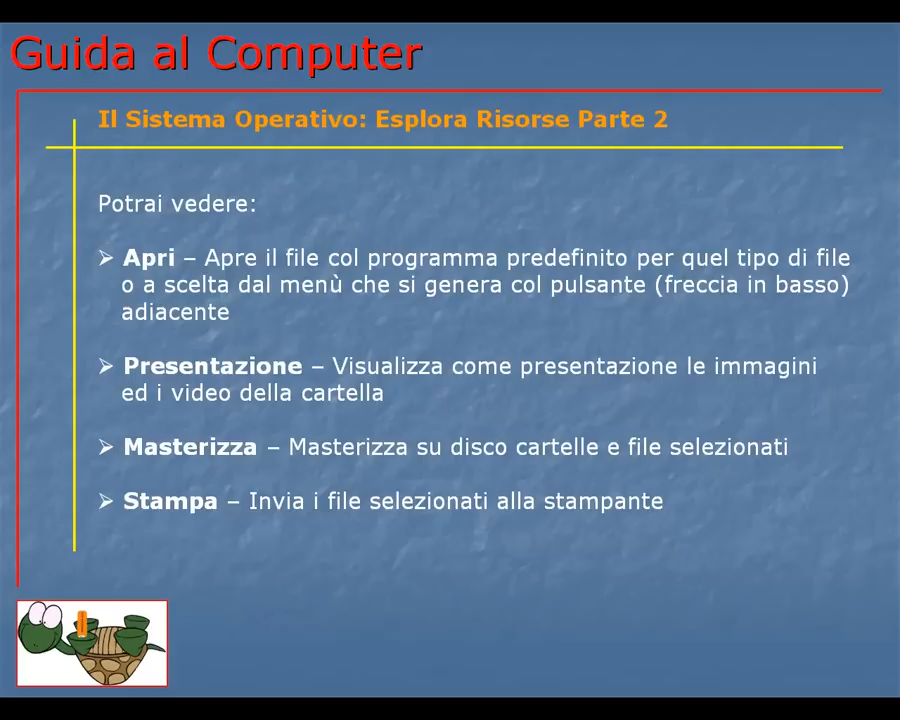 Guida al Computer
Il Sistema Operativo: Esplora Risorse Parte 2
Potrai vedere:
➢ Apri – Apre il file col programma predefinito per quel tipo di file
o a scelta dal menù che si genera col pulsante (freccia in basso)
adiacente
➢ Presentazione – Visualizza come presentazione le immagini
ed i video della cartella
➢ Masterizza – Masterizza su disco cartelle e file selezionati
➢ Stampa – Invia i file selezionati alla stampante